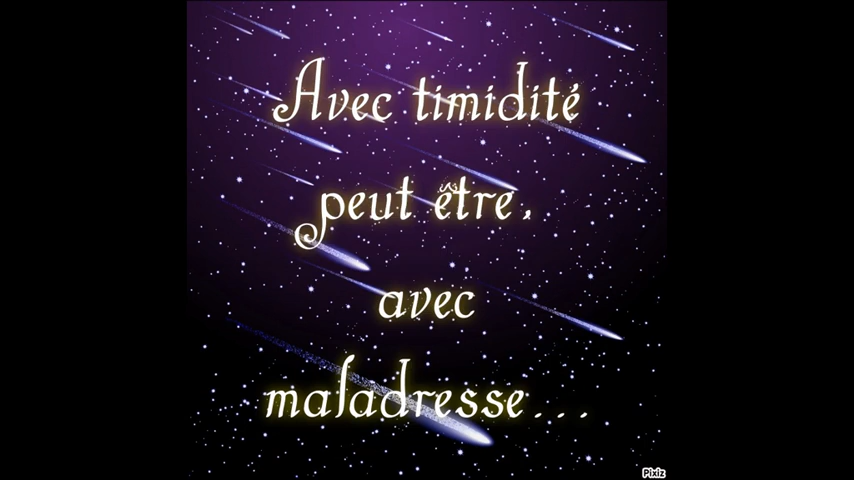 Avec timidité
peut être,
avec
maladresse...
Pixiz